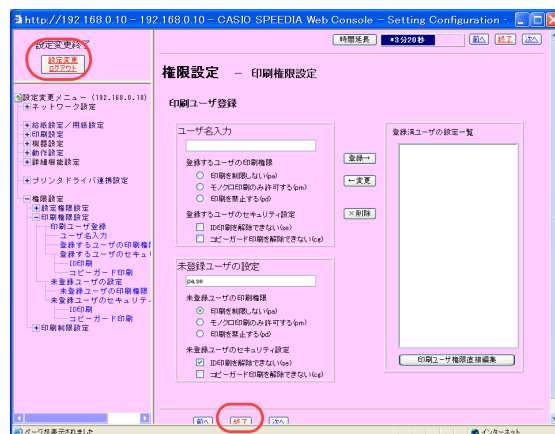 http://192.168.0.10 - 192.168.0.10 - CASIO SPEEDIA Web Console - Setting Configuration -
設定変更終了
設定変更
ログアウト
時間延長
*3分20秒
前へ
終了
次へ
権限設定 － 印刷権限設定
設定変更メニュー (192.168.0.10)
ネットワーク設定
給紙設定／用紙設定
印刷設定
機器設定
動作設定
詳細機能設定
プリンタドライバ連携設定
権限設定
設定権限設定
印刷権限設定
印刷ユーザ登録
ユーザ名入力
登録するユーザの印刷権
登録するユーザのセキュ
ID印刷
コピーガード印刷
未登録ユーザの設定
未登録ユーザの印刷権限
未登録ユーザのセキュリテ
ID印刷
コピーガード印刷
印刷制限設定
印刷ユーザ登録
ユーザ名入力
登録するユーザの印刷権限
印刷を制限しない(pa)
モノクロ印刷のみ許可する(pm)
印刷を禁止する(pd)
登録するユーザのセキュリティ設定
ID印刷を解除できない(se)
コピーガード印刷を解除できない(cg)
登録→
←変更
×削除
登録済ユーザの設定一覧
未登録ユーザの設定
pa,se
未登録ユーザの印刷権限
印刷を制限しない(pa)
モノクロ印刷のみ許可する(pm)
印刷を禁止する(pd)
未登録ユーザのセキュリティ設定
ID印刷を解除できない(se)
コピーガード印刷を解除できない(cg)
印刷ユーザ権限直接編集
前へ
終了
次へ
ページが表示されました
インターネット